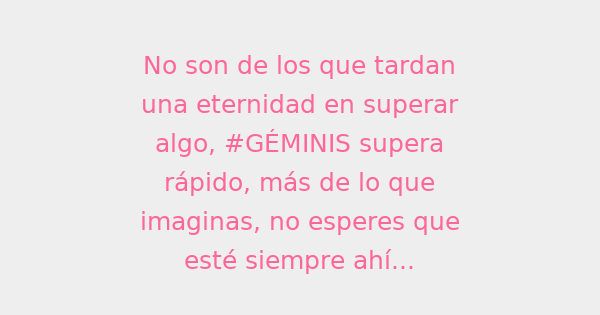 No son de los que tardan
una eternidad en superar
algo, #GÉMINIS supera
rápido, más de lo que
imaginas, no esperes que
esté siempre ahí...